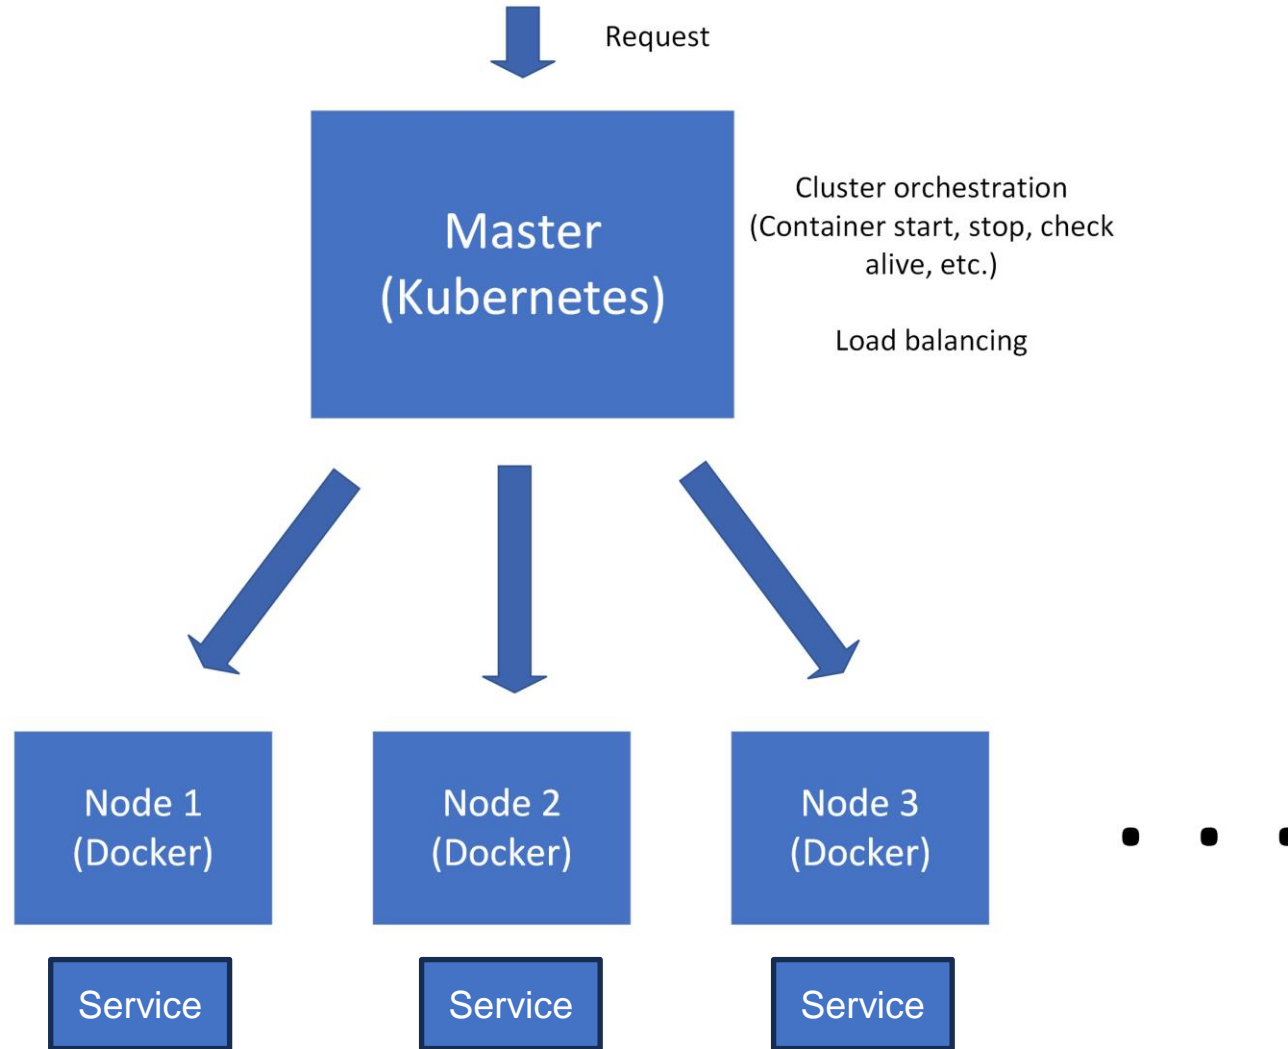 Request
Master
(Kubernetes)
Cluster orchestration
(Container start, stop, check
alive, etc.)
Load balancing
Node 1
(Docker)
Node 2
(Docker)
Node 3
(Docker)
. . .
Service
Service
Service